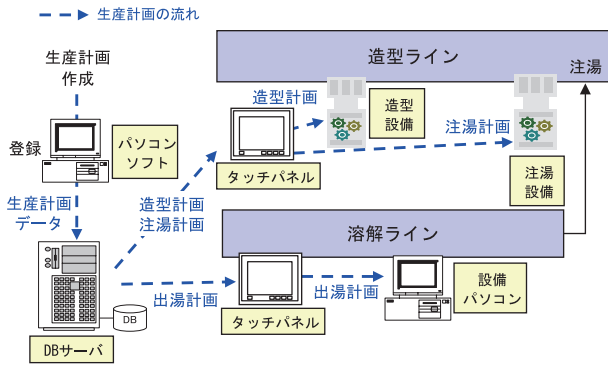 生産計画の流れ
生産計画
作成
登録
パソコン
ソフト
生産計画
データ
DB
DBサーバ
造型ライン
注湯
造型計画
造型
設備
注湯計画
タッチパネル
注湯
設備
造型計画
注湯計画
溶解ライン
出湯計画
タッチパネル
出湯計画
設備
パソコン